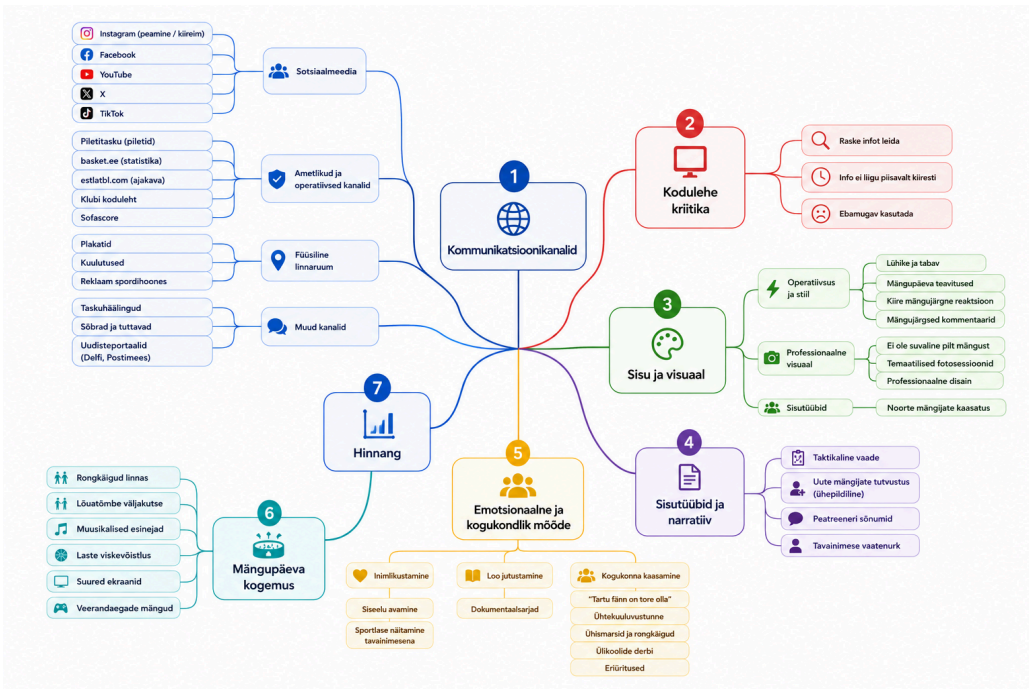 1
Kommunikatsioonikanalid
Sotsiaalmeedia
Instagram (peamine / kiireim)
Facebook
YouTube
X
TikTok
Ametlikud ja
operatiivsed kanalid
Piletitasku (piletid)
basket.ee (statistika)
estlatbl.com (ajakava)
Klubi koduleht
Sofascore
Füüsiline
linnaruum
Plakatid
Kuulutused
Reklaam spordihoones
Muud kanalid
Taskuhäälingud
Sõbrad ja tuttavad
Uudisteportaalid
(Delfi, Postimees)
2
Kodulehe
kriitika
Raske infot leida
Info ei liigu piisavalt kiiresti
Ebamugav kasutada
3
Sisu ja visuaal
Operatiivsus
ja stiil
Lühike ja tabav
Mängupäeva teavitused
Kiire mängujärgne reaktsioon
Mängujärgsed kommentaarid
Professionaalne
visuaal
Ei ole suvaline pilt mängust
Temaatilised fotosessioonid
Professionaalne disain
Sisutüübid
Noorte mängijate kaasatus
4
Sisutüübid ja
narratiiv
Taktikaline vaade
Uute mängijate tutvustus
(ühepildiline)
Peatreeneri sõnumid
Tavainimese vaatenurk
5
Emotsionaalne ja
kogukondlik mõõde
Inimlikustamine
Siseelu avamine
Sportlase näitamine
tavainimesena
Loo jutustamine
Dokumentaalsarjad
Kogukonna kaasamine
"Tartu fänn on tore olla"
Ühtekuuluvustunne
Ühismarsid ja rongkäigud
Ülikoolide derbi
Eriüritused
6
Mängupäeva
kogemus
Rongkäigud linnas
Lõuatõmbe väljakutse
Muusikalised esinejad
Laste viskevõistlus
Suured ekraanid
Veerandaegade mängud
7
Hinnang